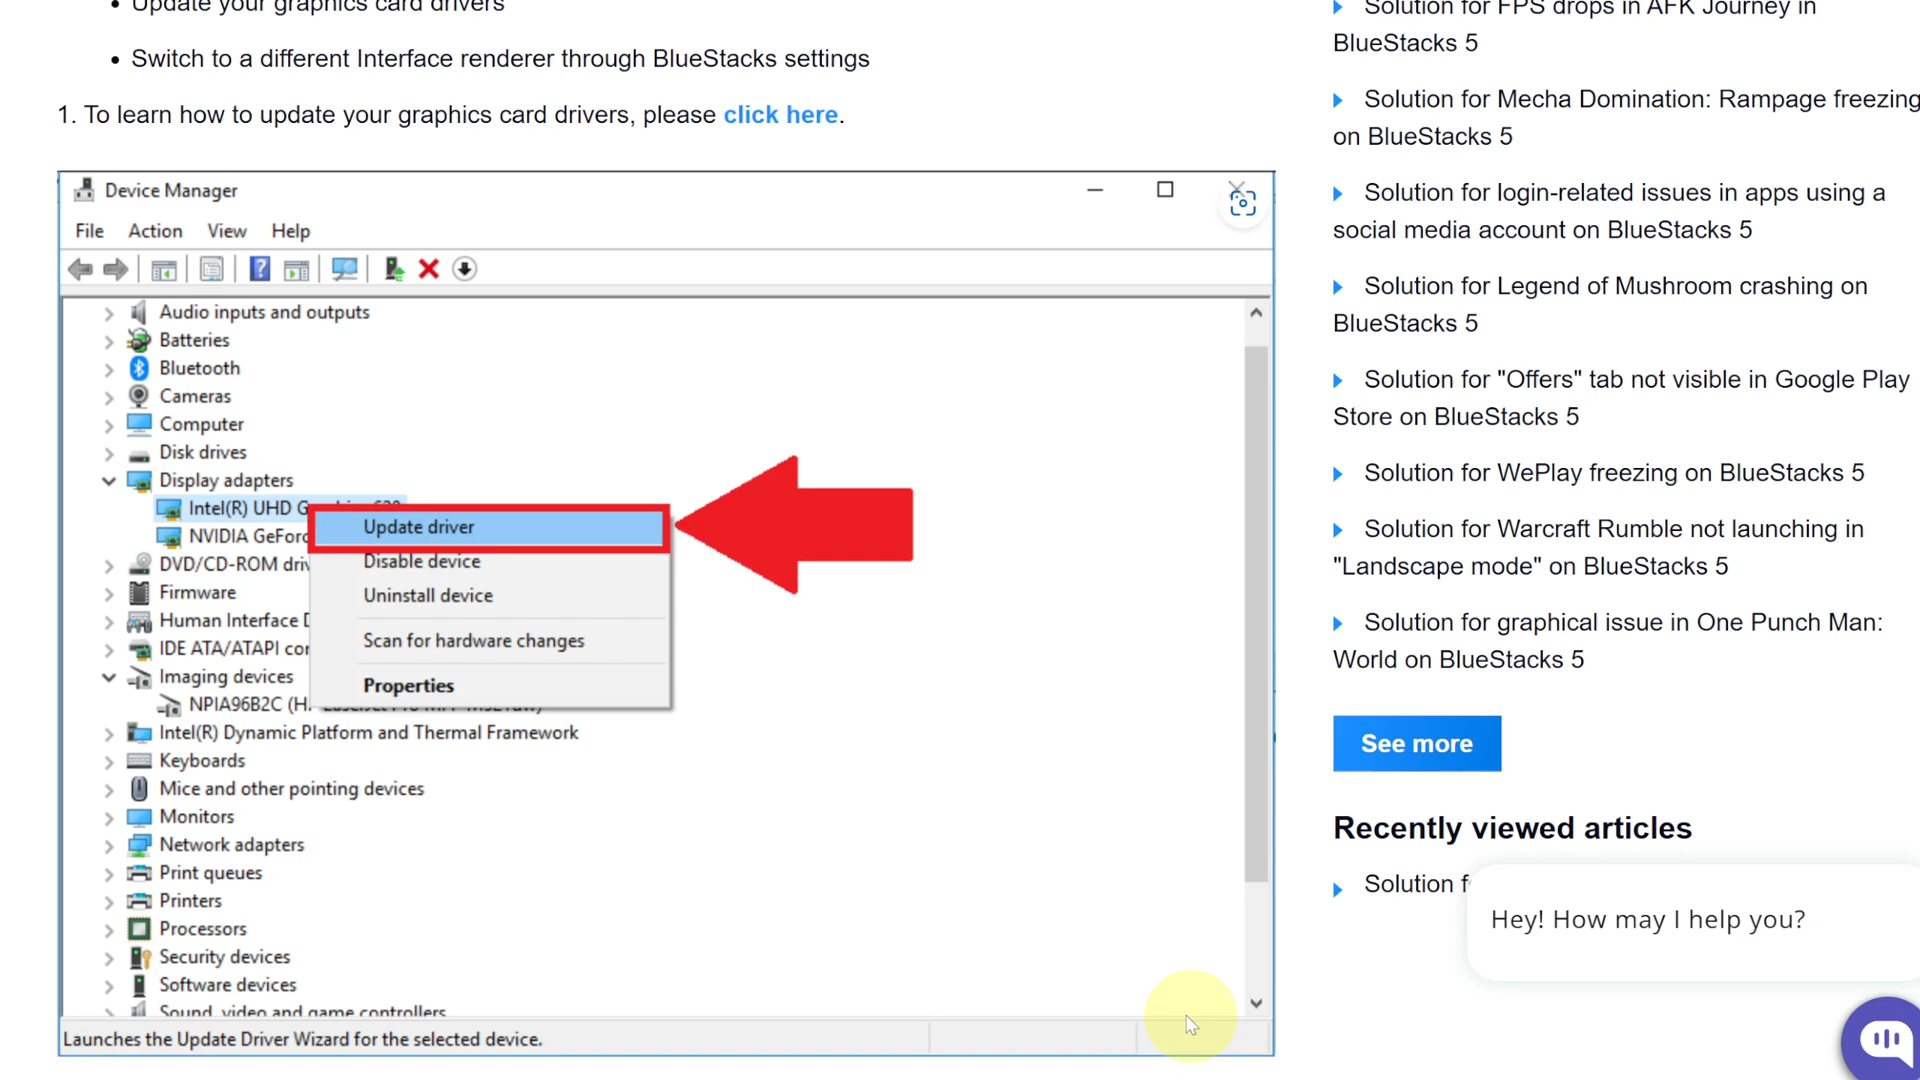 Update your graphics card drivers
Switch to a different Interface renderer through BlueStacks settings
1. To learn how to update your graphics card drivers, please click here.
Device Manager
File Action View Help
Audio inputs and outputs
Batteries
Bluetooth
Cameras
Computer
Disk drives
Display adapters
Intel(R) UHD
NVIDIA
Update driver
Disable device
Uninstall device
Scan for hardware changes
Properties
DVD/CD-ROM
Firmware
Human Interface
IDE ATA/ATAPI
Imaging devices
NPIA96B2C
Intel(R) Dynamic Platform and Thermal Framework
Keyboards
Mice and other pointing devices
Monitors
Network adapters
Print queues
Printers
Processors
Security devices
Software devices
Sound, video and game controllers
Launches the Update Driver Wizard for the selected device.
Solution for FPS drops in AFK Journey in
BlueStacks 5
Solution for Mecha Domination: Rampage freezing
on BlueStacks 5
Solution for login-related issues in apps using a
social media account on BlueStacks 5
Solution for Legend of Mushroom crashing on
BlueStacks 5
Solution for "Offers" tab not visible in Google Play
Store on BlueStacks 5
Solution for WePlay freezing on BlueStacks 5
Solution for Warcraft Rumble not launching in
"Landscape mode" on BlueStacks 5
Solution for graphical issue in One Punch Man:
World on BlueStacks 5
See more
Recently viewed articles
Solution
Hey! How may I help you?